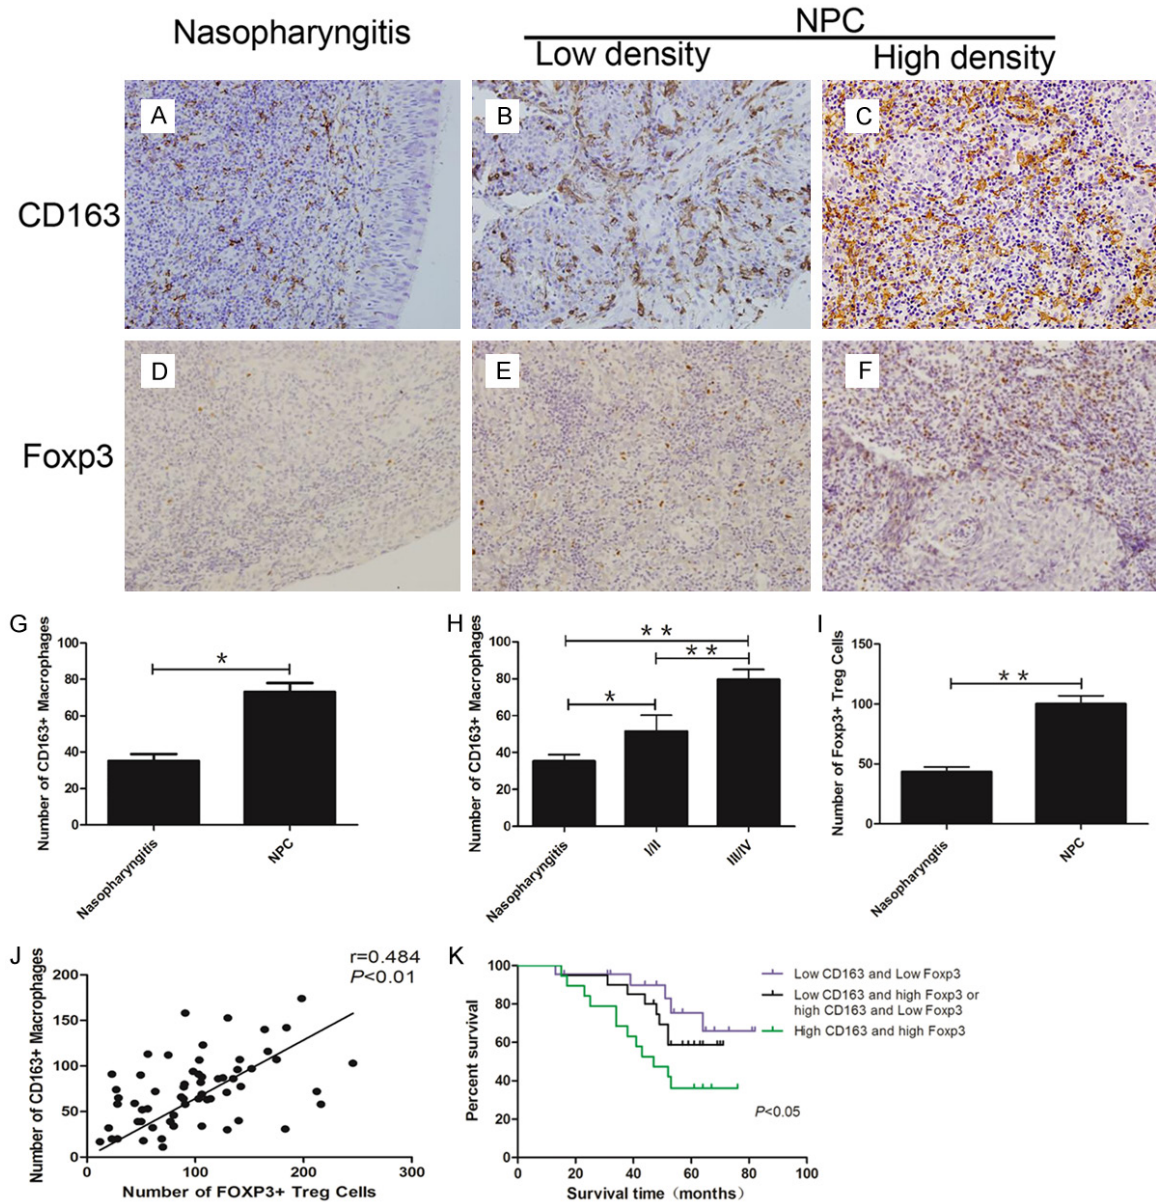 Nasopharyngitis
NPC
Low density
High density
A
B
C
CD163
D
E
F
Foxp3
G
Number of CD163+ Macrophages
100
80
60
40
20
0
*
Nasopharyngitis
NPC
H
Number of CD163+ Macrophages
100
80
60
40
20
0
* *
* *
*
Nasopharyngitis
I/II
III/IV
I
Number of Foxp3+ Treg Cells
150
100
50
0
* *
Nasopharyngitis
NPC
J
Number of CD163+ Macrophages
200
150
100
50
0
r=0.484
P<0.01
0
100
200
300
Number of FOXP3+ Treg Cells
K
Percent survival
100
80
60
40
20
0
0
20
40
60
80
100
Survival time (months)
Low CD163 and Low Foxp3
Low CD163 and high Foxp3 or
high CD163 and Low Foxp3
High CD163 and high Foxp3
P<0.05